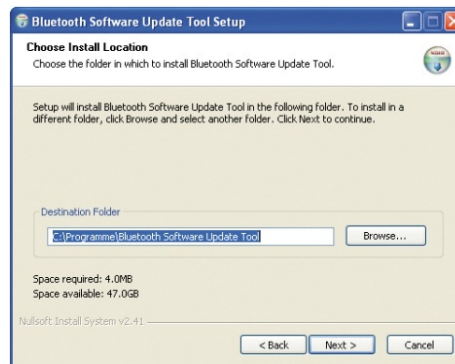 Bluetooth Software Update Tool Setup
Choose Install Location
Choose the folder in which to install Bluetooth Software Update Tool.
Setup will install Bluetooth Software Update Tool in the following folder. To install in a
different folder, click Browse and select another folder. Click Next to continue.
Destination Folder
C:\Programme\Bluetooth Software Update Tool
Browse...
Space required: 4.0MB
Space available: 47.0GB
Nullsoft Install System v2.41
< Back
Next >
Cancel